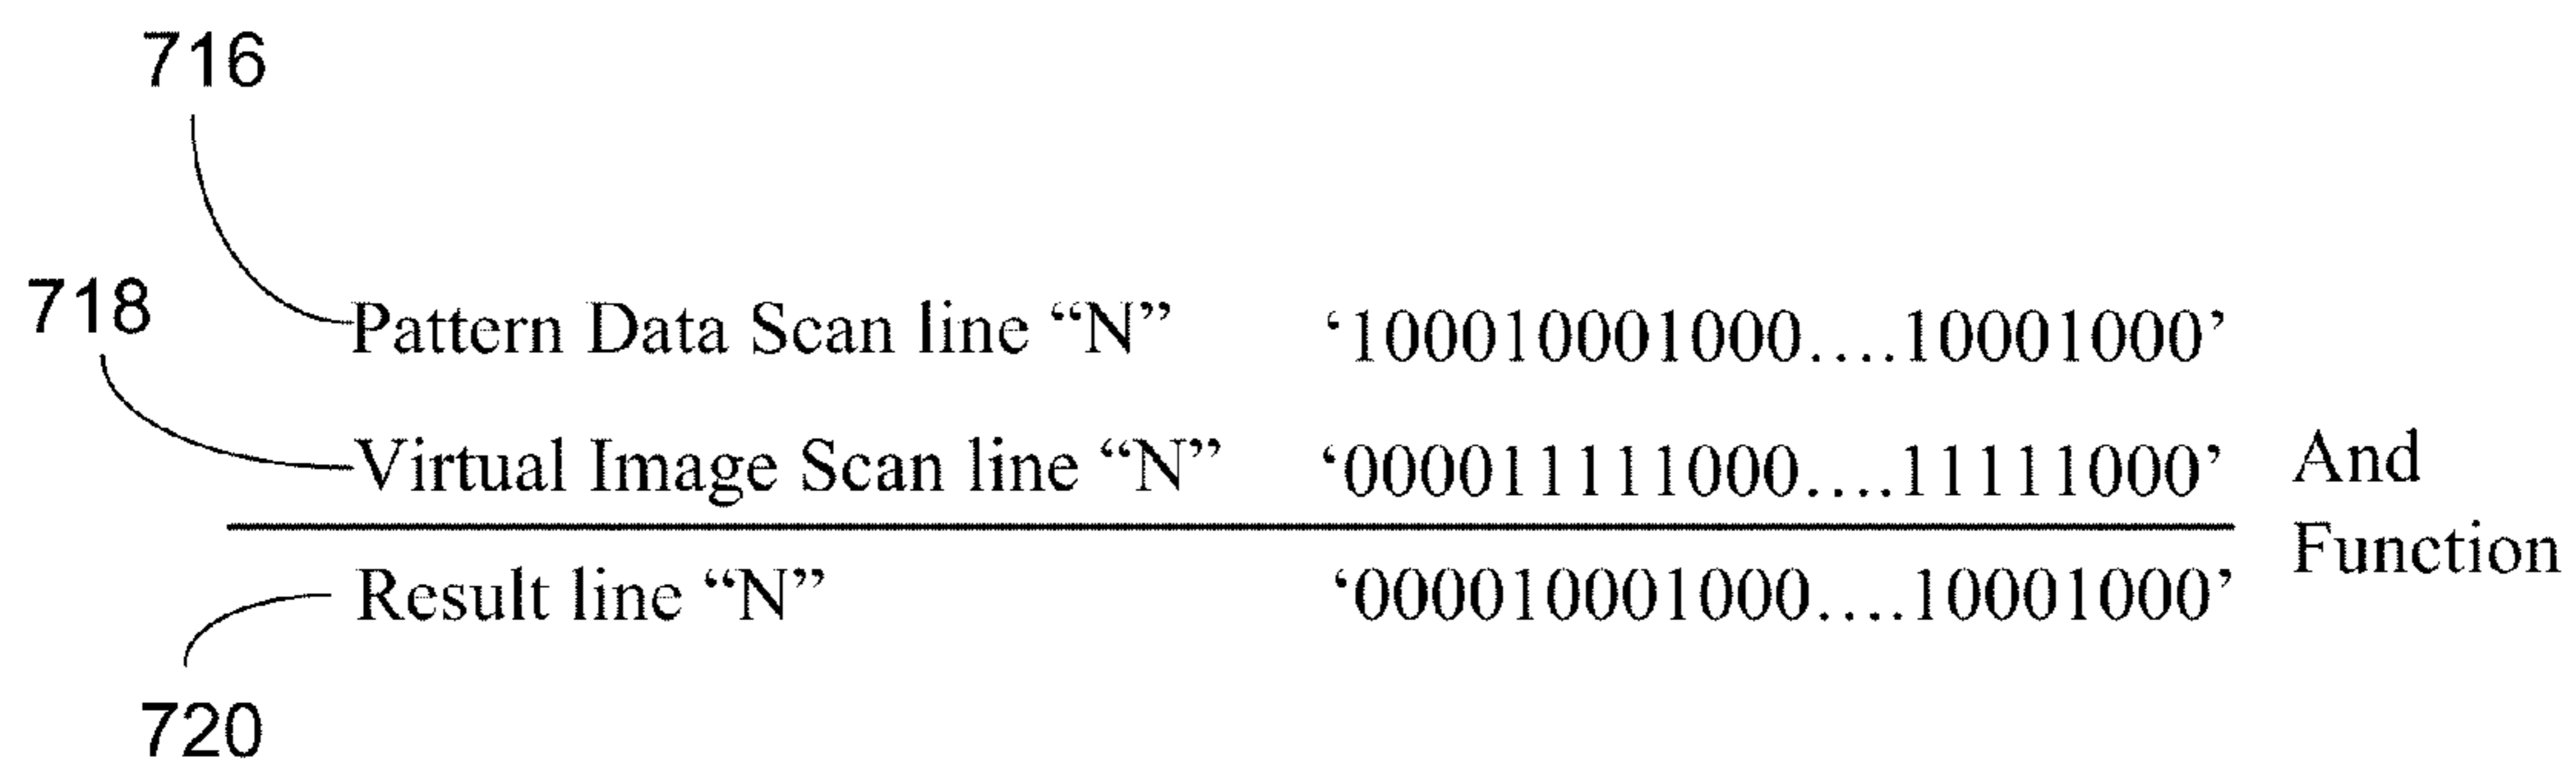 716
718
Pattern Data Scan line “N” ‘100010001000....10001000’
Virtual Image Scan line “N” ‘000011111000....11111000’ And
Function
Result line “N” ‘000010001000....10001000’
720